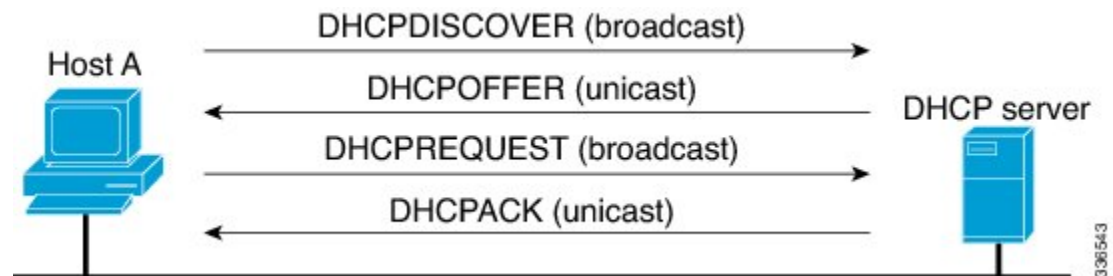 DHCPDISCOVER (broadcast)
Host A
DHCPOFFER (unicast)
DHCP server
DHCPREQUEST (broadcast)
DHCPACK (unicast)
336543